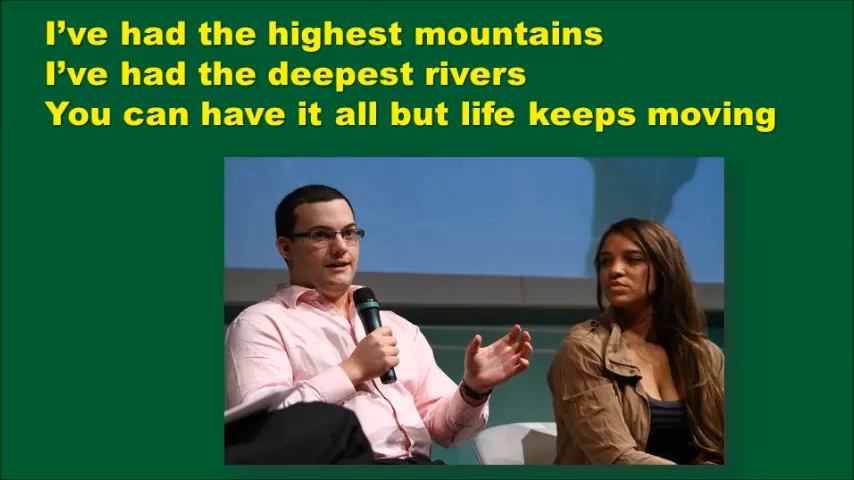 I’ve had the highest mountains
I’ve had the deepest rivers
You can have it all but life keeps moving